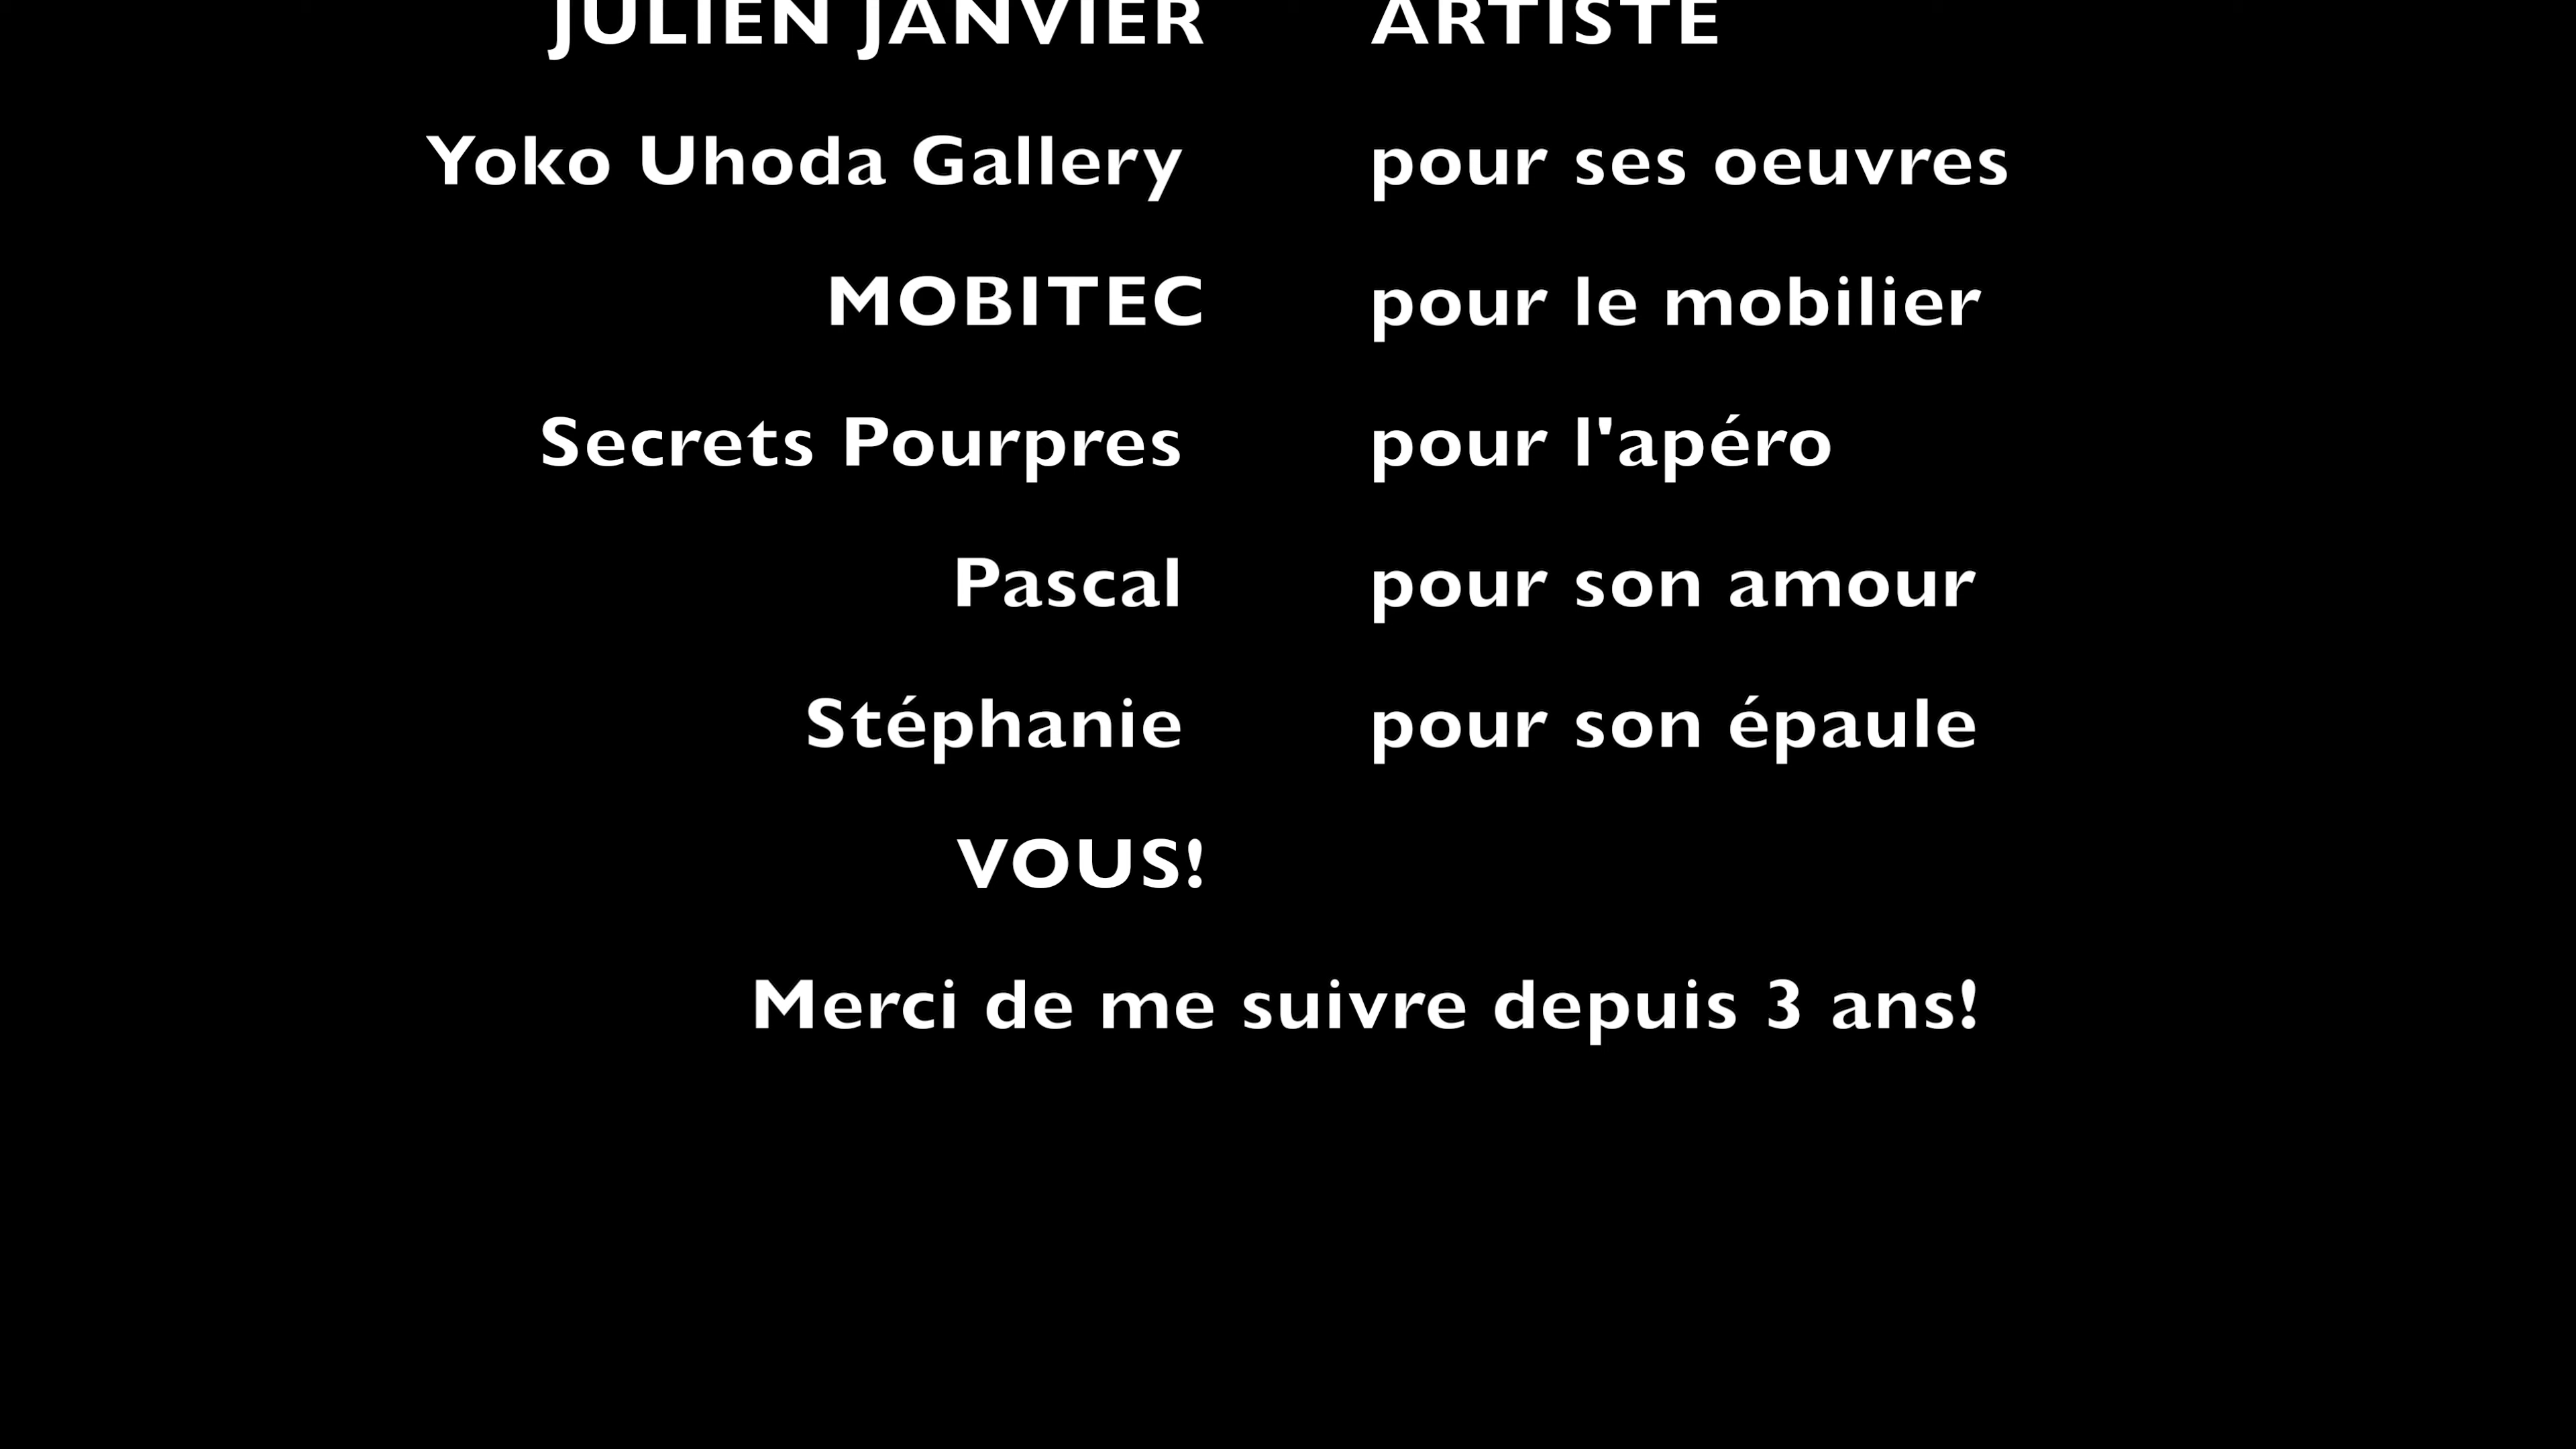 JULIEN JANVIER ARTISTE
Yoko Uhoda Gallery pour ses oeuvres
MOBITEC pour le mobilier
Secrets Pourpres pour l'apéro
Pascal pour son amour
Stéphanie pour son épaule
VOUS!
Merci de me suivre depuis 3 ans!